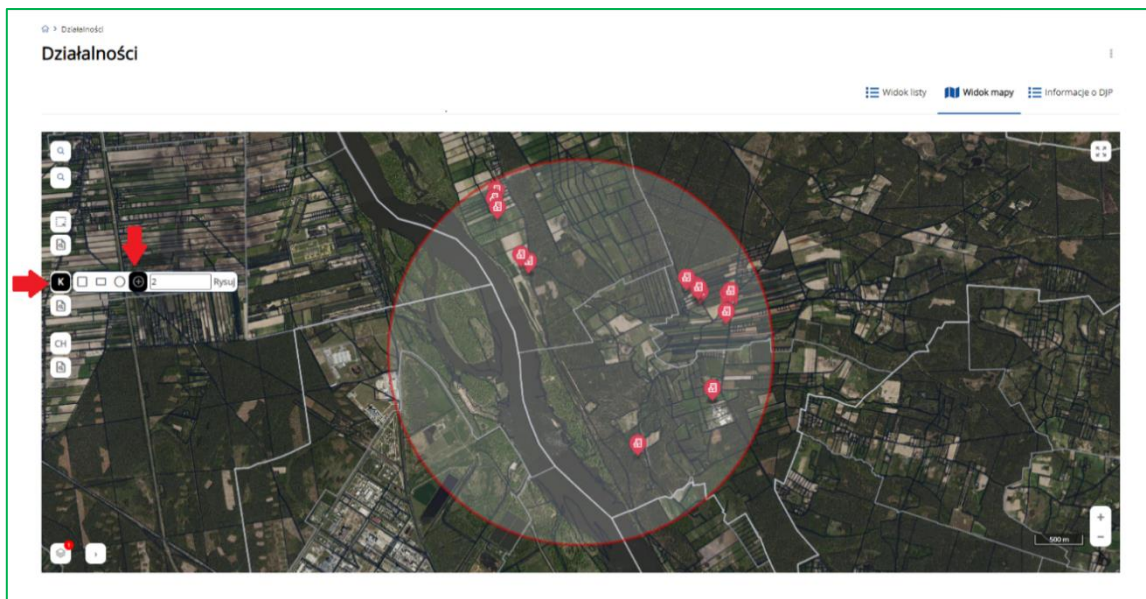 > Działalności
Działalności
Widok listy
Widok mapy
Informacje o DJP
K
2
Rysuj
CH
500 m
+
-